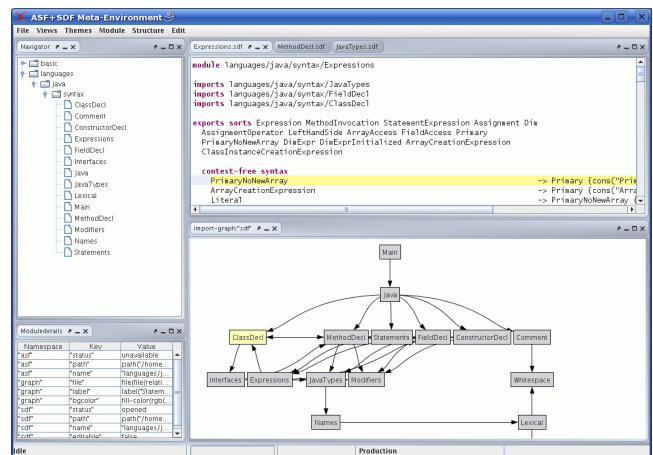 ASF+SDF Meta-Environment
File Views Themes Module Structure Edit
Navigator
basic
languages
java
syntax
ClassDecl
Comment
ConstructorDecl
Expressions
FieldDecl
Interfaces
Java
JavaTypes
Lexical
Main
MethodDecl
Modifiers
Names
Statements
Expressions.sdf MethodDecl.sdf JavaTypes.sdf
module languages/java/syntax/Expressions
imports languages/java/syntax/JavaTypes
imports languages/java/syntax/FieldDecl
imports languages/java/syntax/ClassDecl
exports sorts Expression MethodInvocation StatementExpression Assignment Dim
AssignmentOperator LeftHandSide ArrayAccess FieldAccess Primary
PrimaryNoNewArray DimExpr DimExprInitialized ArrayCreationExpression
ClassInstanceCreationExpression
context-free syntax
PrimaryNoNewArray -> Primary {cons("Prim
ArrayCreationExpression -> Primary {cons("Arra
Literal -> PrimaryNoNewArray {
import-graph:"sdf"
Main
Java
ClassDecl MethodDecl Statements FieldDecl ConstructorDecl Comment
Interfaces Expressions JavaTypes Modifiers Whitespace
Names Lexical
Moduledetails
Namespace Key Value
"asf" "status" unavailable
"asf" "path" path("/home...
"asf" "name" "languages/j...
"graph" "file" file(file(relati...
"graph" "label" label("Statem...
"graph" "bgcolor" fill-color(rgb(...
"sdf" "status" opened
"sdf" "path" path("/home...
"sdf" "name" "languages/j...
"sdf" "editable" false
Idle Production